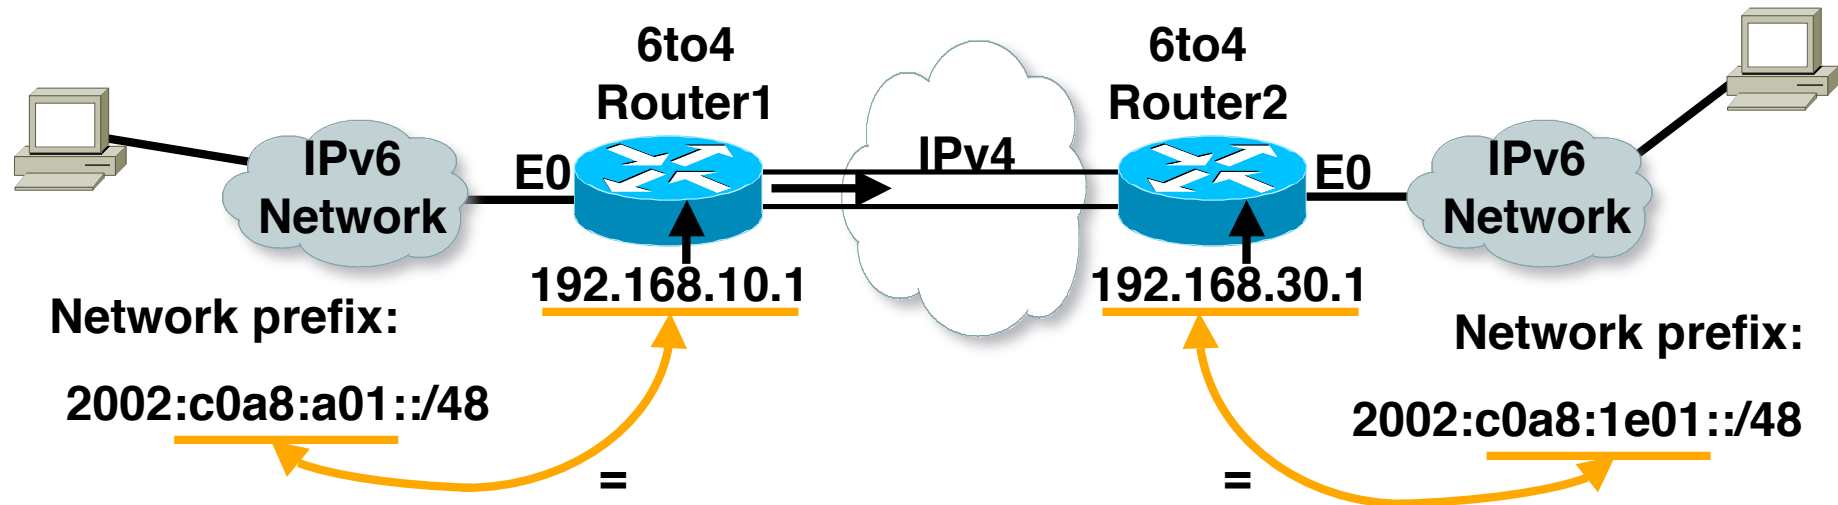 6to4
Router1
6to4
Router2
IPv6
Network
E0
IPv4
E0
IPv6
Network
192.168.10.1
192.168.30.1
Network prefix:
2002:c0a8:a01::/48
=
Network prefix:
2002:c0a8:1e01::/48
=